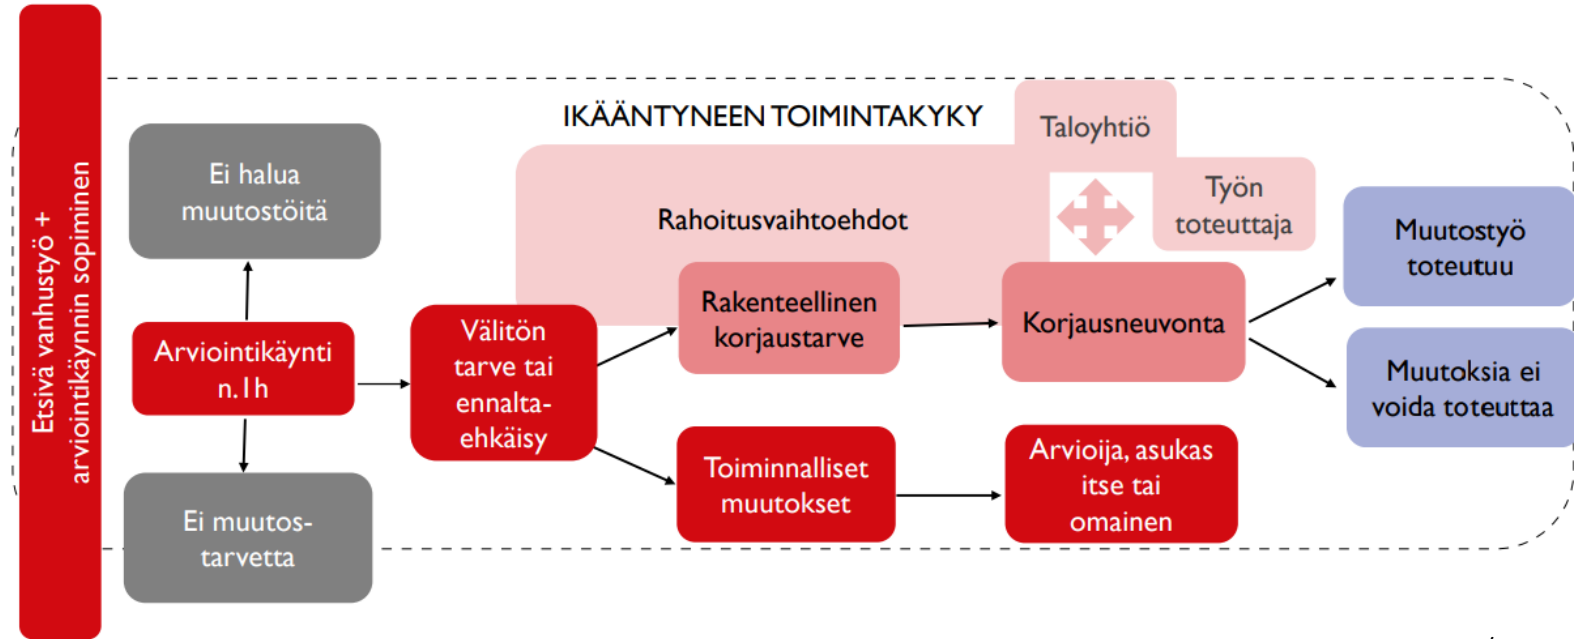 Etsivä vanhustyö +
arviointikäynnin sopiminen
IKÄÄNTYNEEN TOIMINTAKYKY
Ei halua
muutostöitä
Arviointikäynti
n.1h
Ei muutos-
tarvetta
Välitön
tarve tai
ennalta-
ehkäisy
Rahoitusvaihtoehdot
Rakenteellinen
korjaustarve
Toiminnalliset
muutokset
Taloyhtiö
Työn
toteuttaja
Korjausneuvonta
Arvioija, asukas
itse tai
omainen
Muutostyö
toteutuu
Muutoksia ei
voida toteuttaa